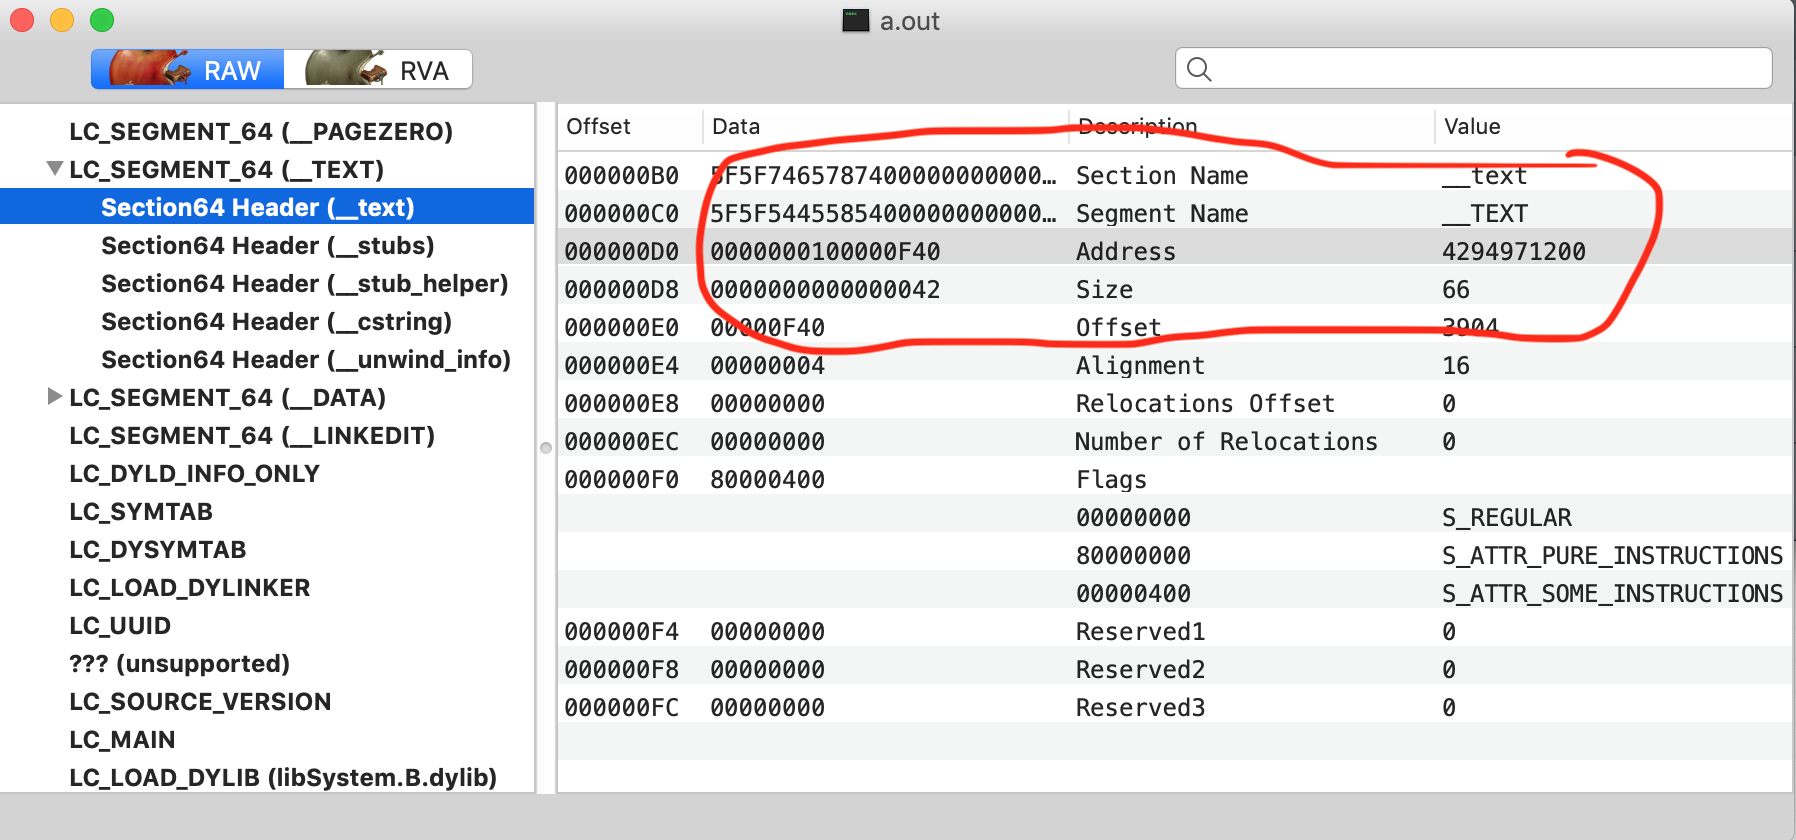 a.out
RAW RVA
LC_SEGMENT_64 (__PAGEZERO)
LC_SEGMENT_64 (__TEXT)
Section64 Header (__text)
Section64 Header (__stubs)
Section64 Header (__stub_helper)
Section64 Header (__cstring)
Section64 Header (__unwind_info)
LC_SEGMENT_64 (__DATA)
LC_SEGMENT_64 (__LINKEDIT)
LC_DYLD_INFO_ONLY
LC_SYMTAB
LC_DYSYMTAB
LC_LOAD_DYLINKER
LC_UUID
??? (unsupported)
LC_SOURCE_VERSION
LC_MAIN
LC_LOAD_DYLIB (libSystem.B.dylib)
Offset Data Description Value
000000B0 5F5F7465787400000000000... Section Name __text
000000C0 5F5F5445585400000000000... Segment Name __TEXT
000000D0 0000000100000F40 Address 4294971200
000000D8 0000000000000042 Size 66
000000E0 00000F40 Offset 3904
000000E4 00000004 Alignment 16
000000E8 00000000 Relocations Offset 0
000000EC 00000000 Number of Relocations 0
000000F0 80000400 Flags
00000000 S_REGULAR
80000000 S_ATTR_PURE_INSTRUCTIONS
00000400 S_ATTR_SOME_INSTRUCTIONS
000000F4 00000000 Reserved1 0
000000F8 00000000 Reserved2 0
000000FC 00000000 Reserved3 0